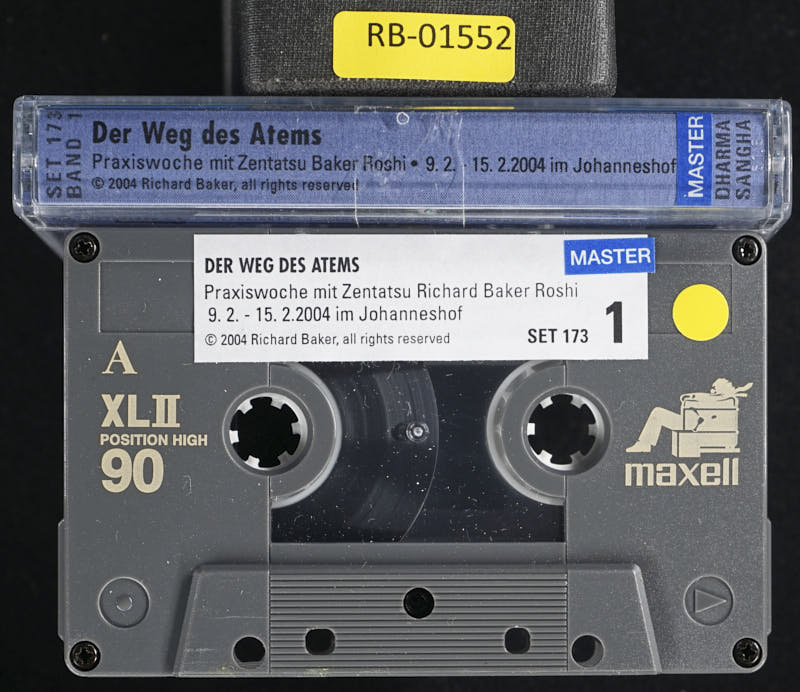 RB-01552
SET 173
BAND 1
Der Weg des Atems
Praxiswoche mit Zentatsu Baker Roshi • 9. 2. - 15. 2.2004 im Johanneshof
© 2004 Richard Baker, all rights reserved
MASTER
DHARMA
SANGHA
DER WEG DES ATEMS
MASTER
Praxiswoche mit Zentatsu Richard Baker Roshi
9. 2. - 15. 2.2004 im Johanneshof
© 2004 Richard Baker, all rights reserved
SET 173 1
A
XLII
POSITION HIGH
90
maxell